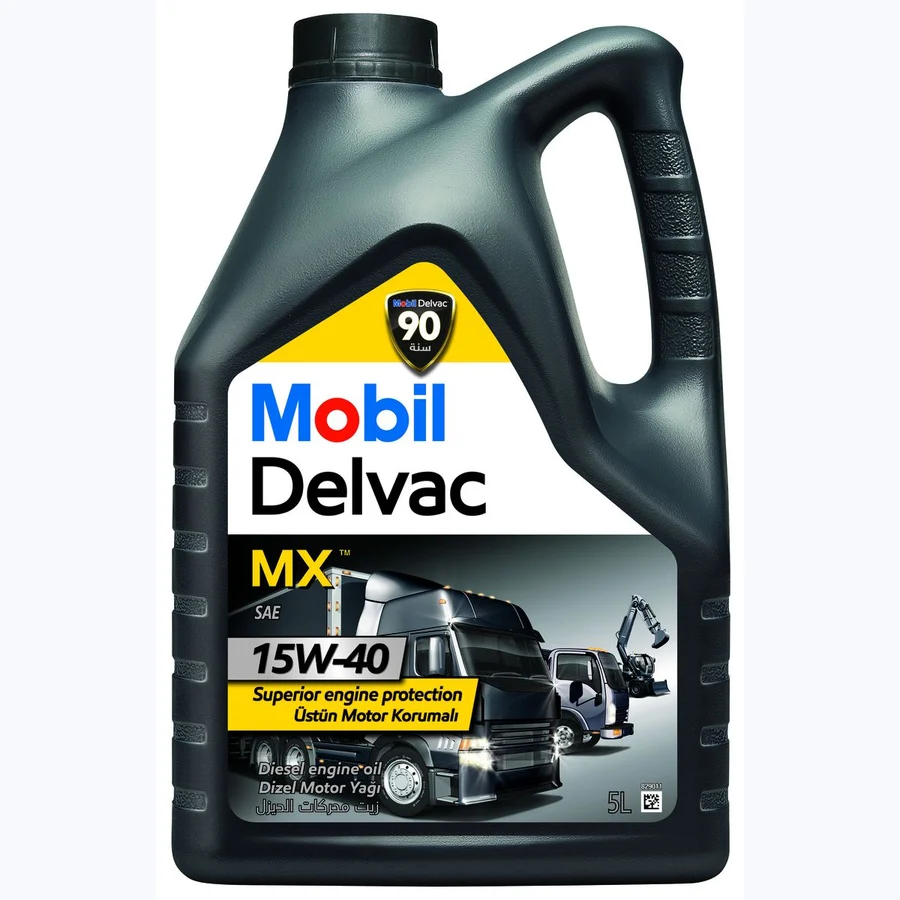 Mobil Delvac
90
سنة
Mobil
Delvac
MX™
SAE
15W-40
Superior engine protection
Üstün Motor Korumalı
Diesel engine oil
Dizel Motor Yağı
زيت محركات الديزل
5L
829011